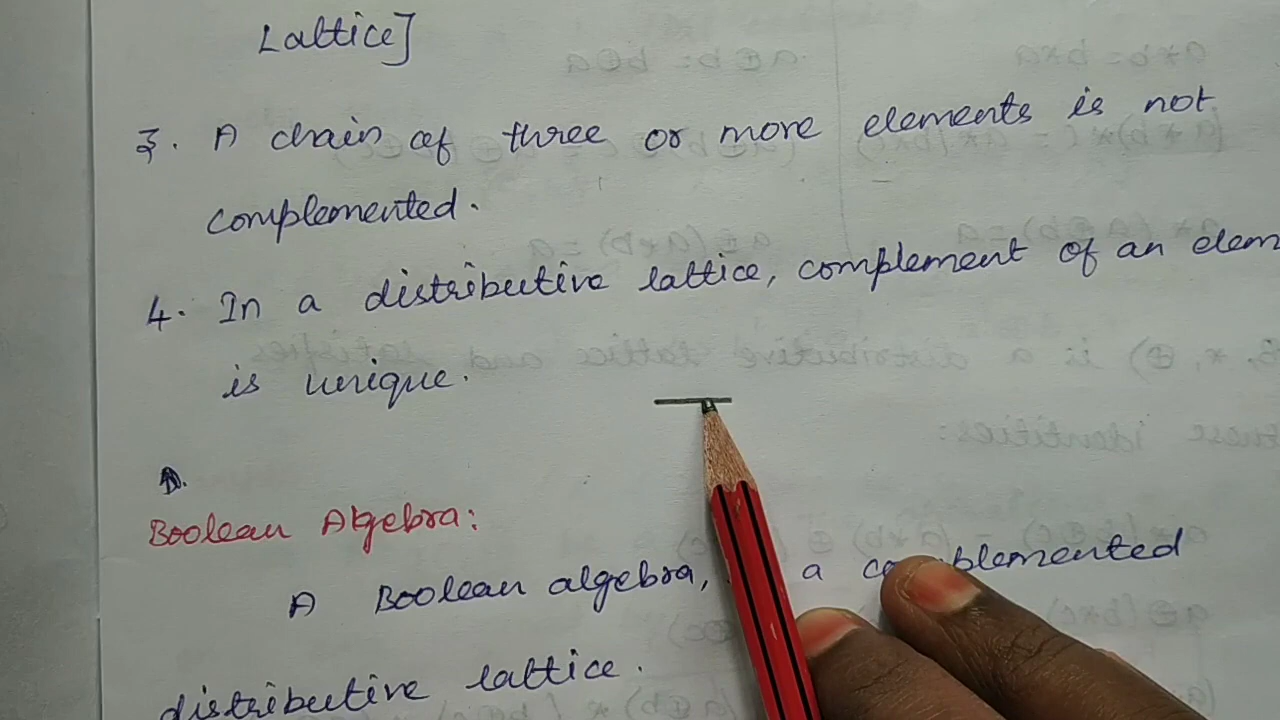 Lattice]
3. A chain of three or more elements is not
complemented.
4. In a distributive lattice, complement of an elem
is unique.
Boolean Algebra:
A Boolean algebra, a complemented
distributive lattice.